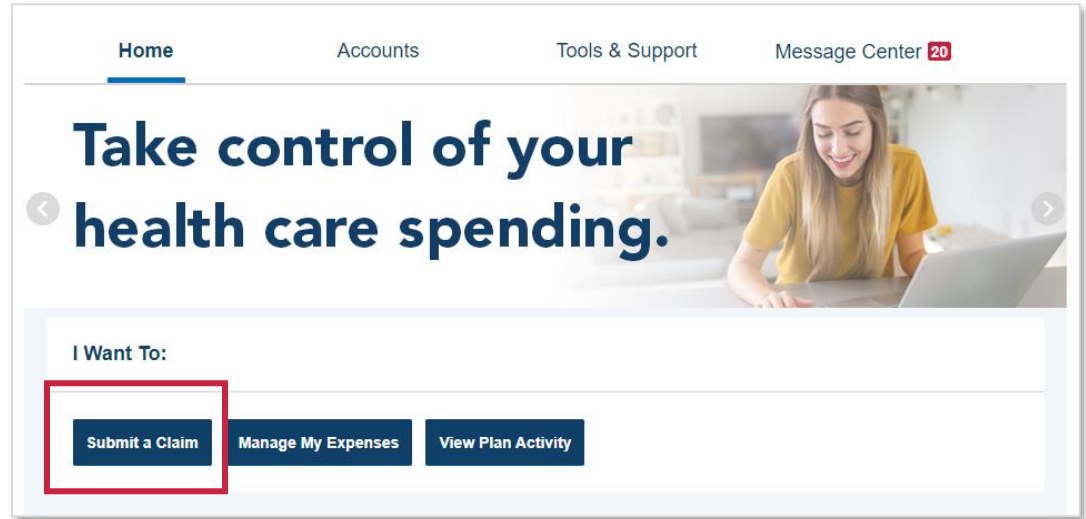 Home Accounts Tools & Support Message Center 20
Take control of your
health care spending.
I Want To:
Submit a Claim Manage My Expenses View Plan Activity